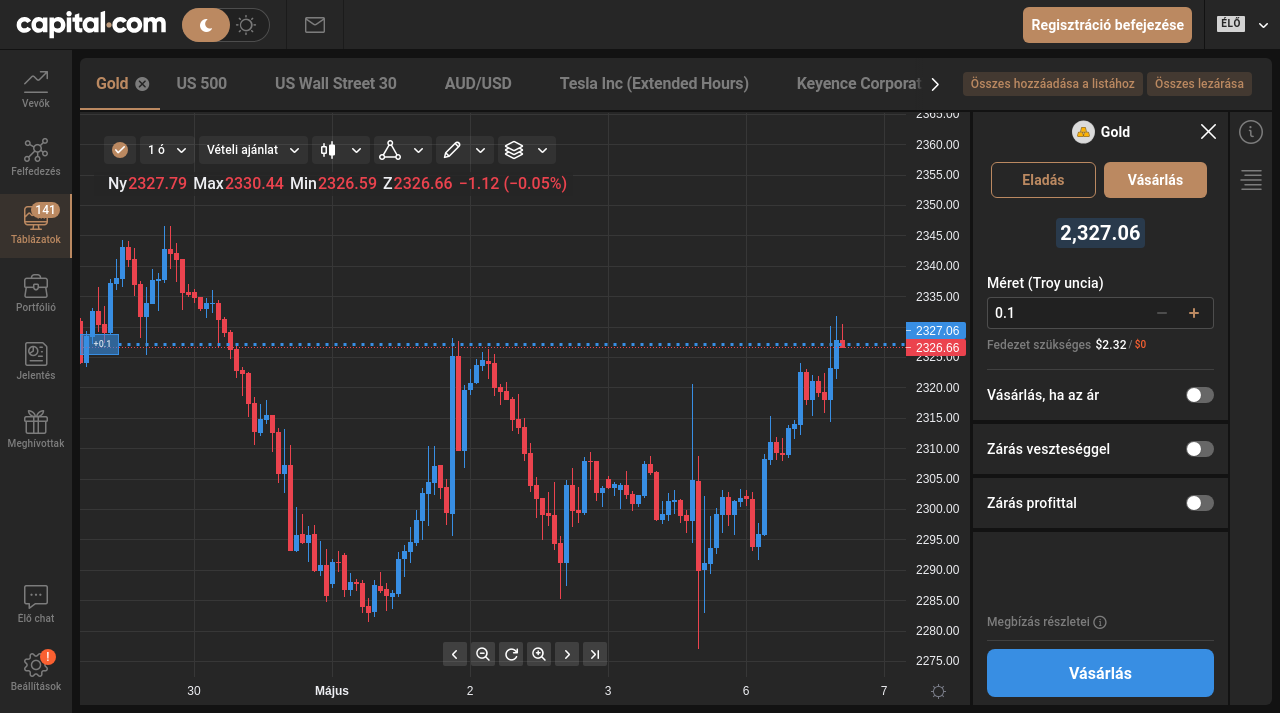 capital.com
Regisztráció befejezése
ÉLŐ
Vevők
Felfedezés
141
Táblázatok
Portfólió
Jelentés
Meghívottak
Élő chat
!
Beállítások
Gold
US 500
US Wall Street 30
AUD/USD
Tesla Inc (Extended Hours)
Keyence Corporat
Összes hozzáadása a listához
Összes lezárása
1 ó
Vételi ajánlat
Ny2327.79 Max2330.44 Min2326.59 Z2326.66 −1.12 (−0.05%)
+0.1
2365.00
2360.00
2355.00
2350.00
2345.00
2340.00
2335.00
2327.06
2326.66
2325.00
2320.00
2315.00
2310.00
2305.00
2300.00
2295.00
2290.00
2285.00
2280.00
2275.00
30
Május
2
3
6
7
Gold
Eladás
Vásárlás
2,327.06
Méret (Troy uncia)
0.1
Fedezet szükséges $2.32 / $0
Vásárlás, ha az ár
Zárás veszteséggel
Zárás profittal
Megbízás részletei
Vásárlás